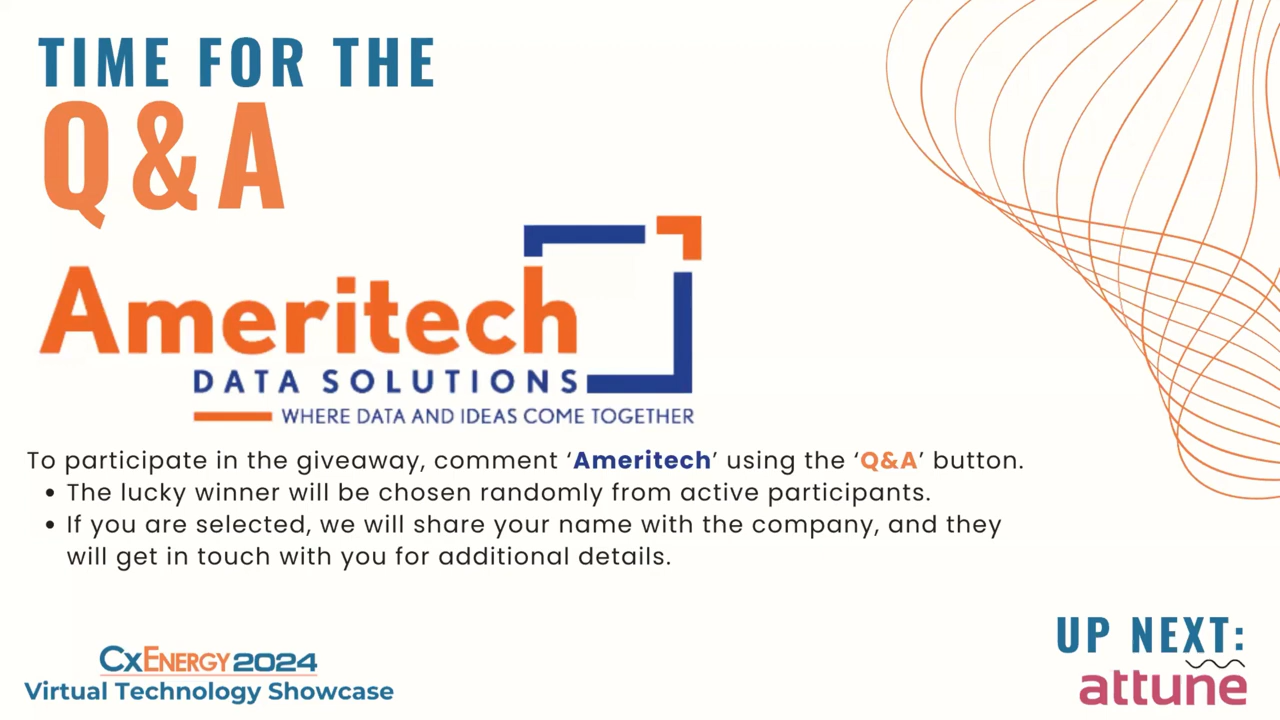 TIME FOR THE
Q&A
Ameritech
DATA SOLUTIONS
WHERE DATA AND IDEAS COME TOGETHER
To participate in the giveaway, comment ‘Ameritech’ using the ‘Q&A’ button.
• The lucky winner will be chosen randomly from active participants.
• If you are selected, we will share your name with the company, and they
will get in touch with you for additional details.
CxENERGY 2024
Virtual Technology Showcase
UP NEXT:
attune